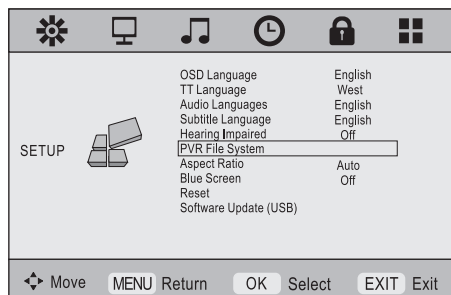 OSD Language English
TT Language West
Audio Languages English
Subtitle Language English
Hearing Impaired Off
SETUP
PVR File System
Aspect Ratio Auto
Blue Screen Off
Reset
Software Update (USB)
Move MENU Return OK Select EXIT Exit